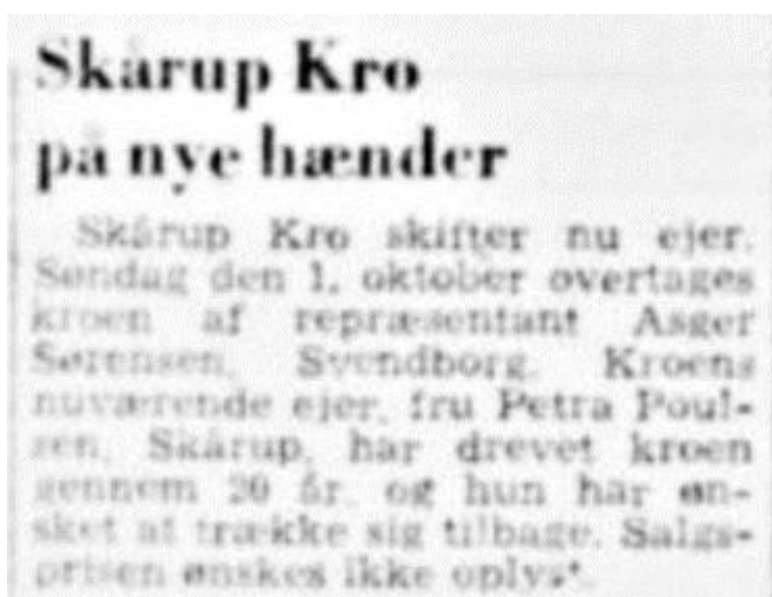 Skårup Kro
på nye hænder
Skårup Kro skifter nu ejer.
Søndag den 1. oktober overtages
kroen af repræsentant Asger
Sørensen, Svendborg. Kroens
nuværende ejer, fru Petra Poul-
sen, Skårup, har drevet kroen
gennem 20 år, og hun har øn-
sket at trække sig tilbage. Salgs-
prisen ønskes ikke oplyst.